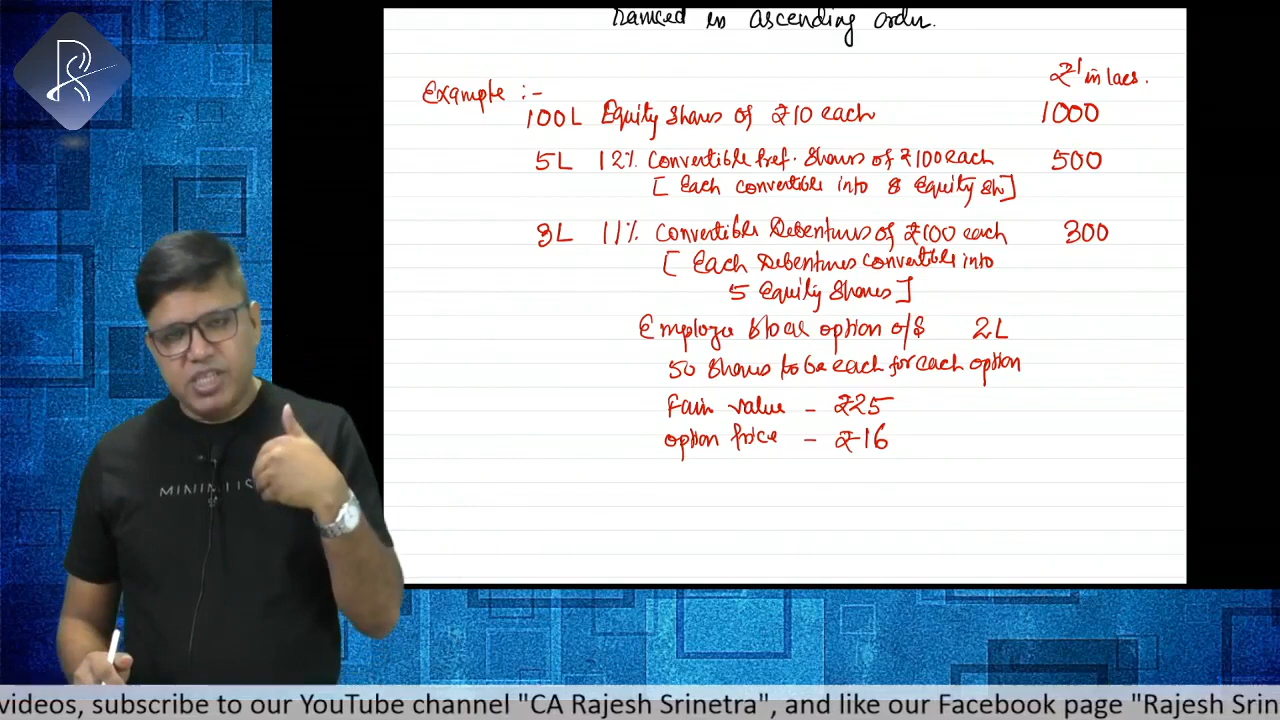 Ranked in ascending order.
₹ in lacs.
Example :-
100L Equity Shares of ₹10 each 1000
5L 12% Convertible Pref. Shares of ₹100 each 500
[ Each convertible into 8 Equity Sh]
3L 11% Convertible Debentures of ₹100 each 300
[ Each Debentures convertible into
5 Equity Shares ]
Employee Stock option o/s 2L
50 Shares to be each for each option
Fair value - ₹25
option price - ₹16
MINIMALIS
videos, subscribe to our YouTube channel "CA Rajesh Srinetra", and like our Facebook page "Rajesh Srin